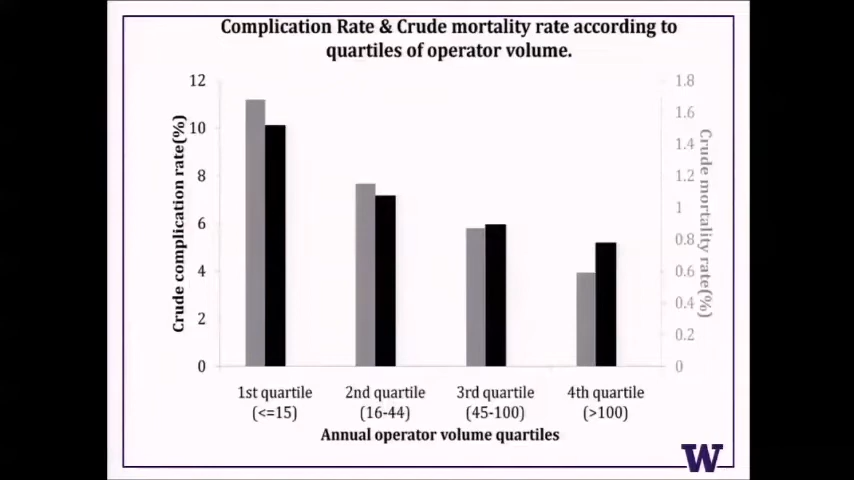 Complication Rate & Crude mortality rate according to
quartiles of operator volume.
Crude complication rate(%)
12
10
8
6
4
2
0
1.8
1.6
1.4
1.2
1
0.8
0.6
0.4
0.2
0
Crude mortality rate(%)
1st quartile
(<=15)
2nd quartile
(16-44)
3rd quartile
(45-100)
4th quartile
(>100)
Annual operator volume quartiles
W